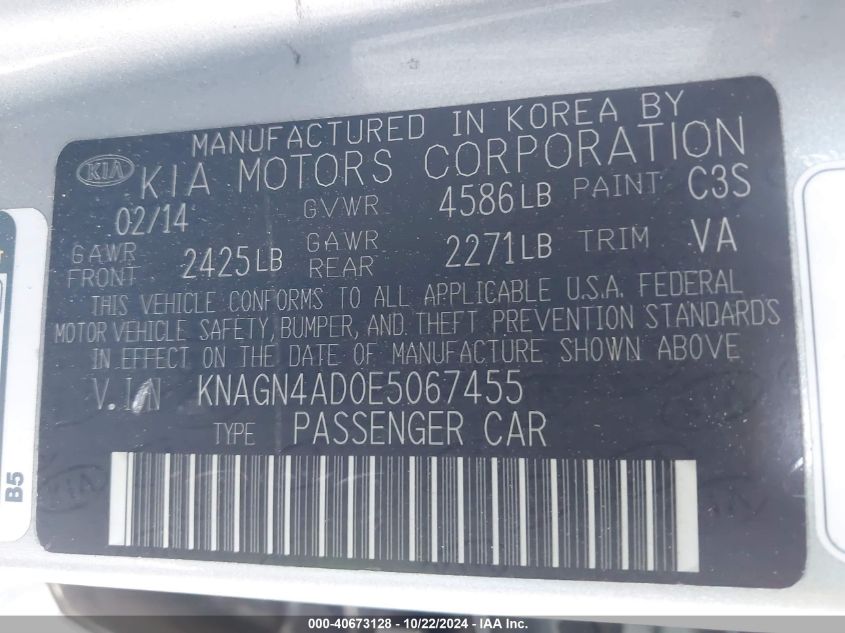 MANUFACTURED IN KOREA BY
KIA KIA MOTORS CORPORATION
02/14 GVWR 4586LB PAINT C3S
GAWR FRONT 2425LB GAWR REAR 2271LB TRIM VA
THIS VEHICLE CONFORMS TO ALL APPLICABLE U.S.A. FEDERAL
MOTOR VEHICLE SAFETY, BUMPER, AND THEFT PREVENTION STANDARDS
IN EFFECT ON THE DATE OF MANUFACTURE SHOWN ABOVE
V.I.N KNAGN4AD0E5067455
TYPE PASSENGER CAR
B5
000-40673128 - 10/22/2024 - IAA Inc.